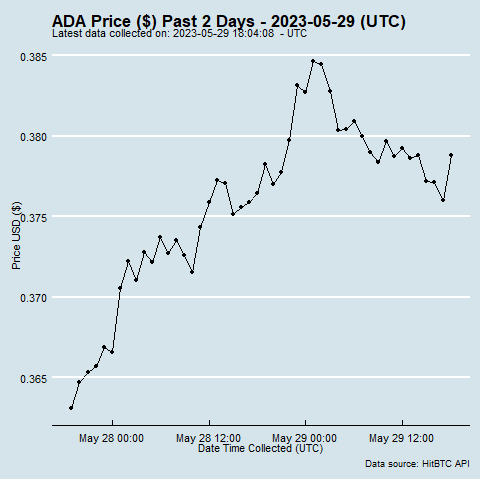 ADA Price ($) Past 2 Days - 2023-05-29 (UTC)
Latest data collected on: 2023-05-29 18:04:08 - UTC
0.385
0.380
0.375
0.370
0.365
Price USD ($)
May 28 00:00 May 28 12:00 May 29 00:00 May 29 12:00
Date Time Collected (UTC)
Data source: HitBTC API